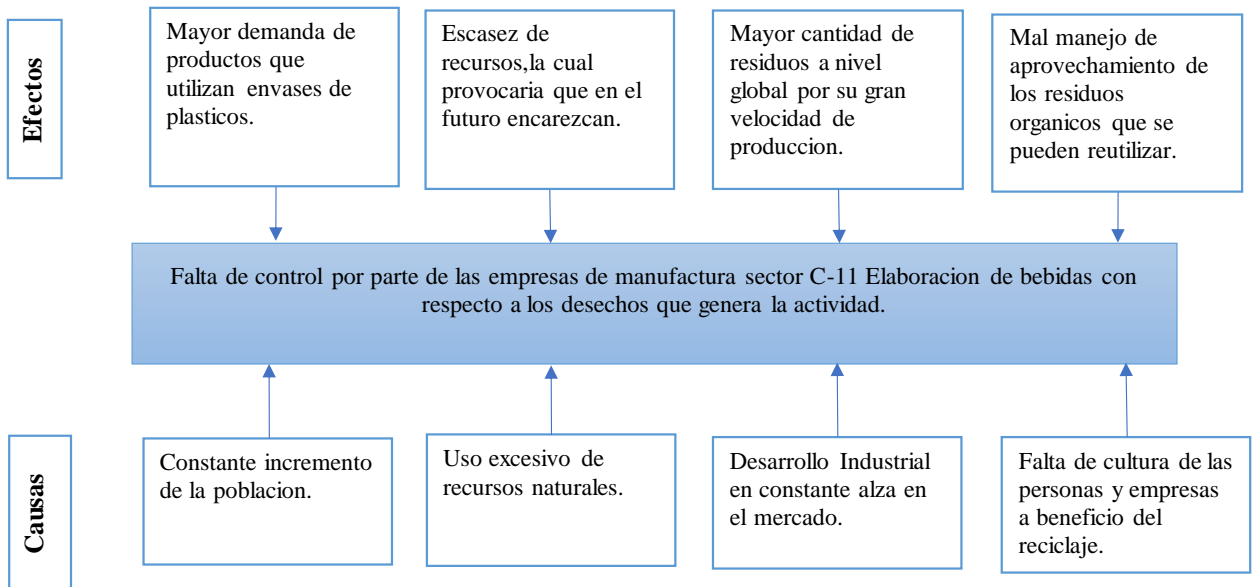 Efectos
Mayor demanda de
productos que
utilizan envases de
plasticos.
Escasez de
recursos,la cual
provocaria que en el
futuro encarezcan.
Mayor cantidad de
residuos a nivel
global por su gran
velocidad de
produccion.
Mal manejo de
aprovechamiento de
los residuos
organicos que se
pueden reutilizar.
Falta de control por parte de las empresas de manufactura sector C-11 Elaboracion de bebidas con
respecto a los desechos que genera la actividad.
Causas
Constante incremento
de la poblacion.
Uso excesivo de
recursos naturales.
Desarrollo Industrial
en constante alza en
el mercado.
Falta de cultura de las
personas y empresas
a beneficio del
reciclaje.